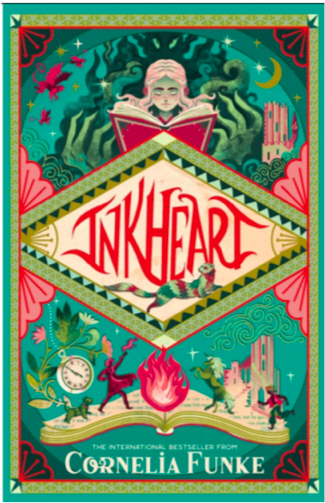 INKHEART
THE INTERNATIONAL BESTSELLER FROM
CORNELIA FUNKE